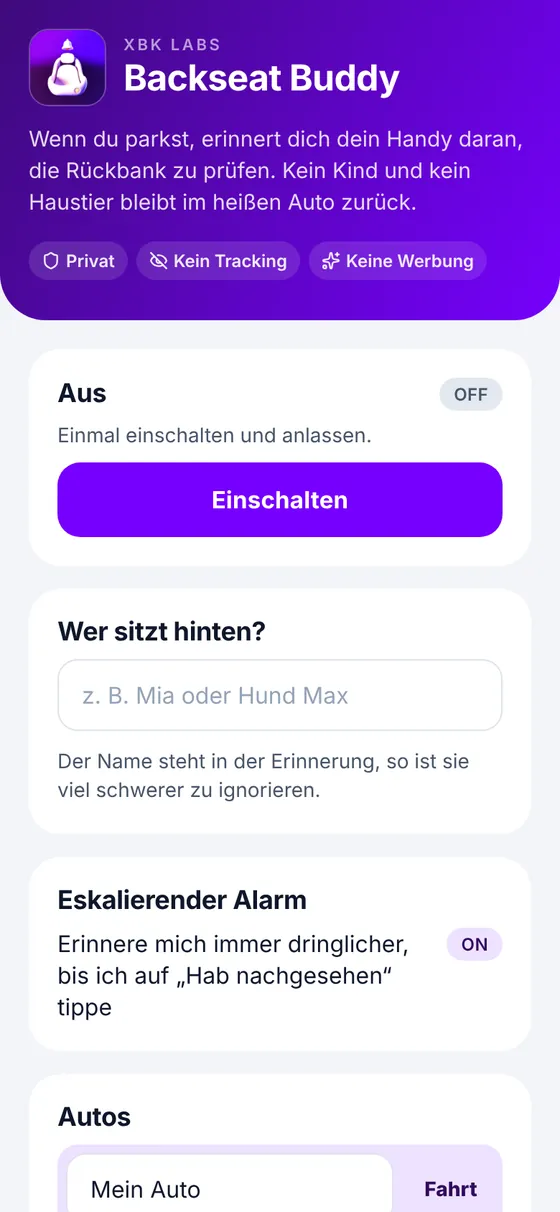 XBK LABS
Backseat Buddy
Wenn du parkst, erinnert dich dein Handy daran,
die Rückbank zu prüfen. Kein Kind und kein
Haustier bleibt im heißen Auto zurück.
Privat
Kein Tracking
Keine Werbung
Aus
OFF
Einmal einschalten und anlassen.
Einschalten
Wer sitzt hinten?
z. B. Mia oder Hund Max
Der Name steht in der Erinnerung, so ist sie
viel schwerer zu ignorieren.
Eskalierender Alarm
Erinnere mich immer dringlicher,
bis ich auf „Hab nachgesehen“
tippe
ON
Autos
Mein Auto
Fahrt